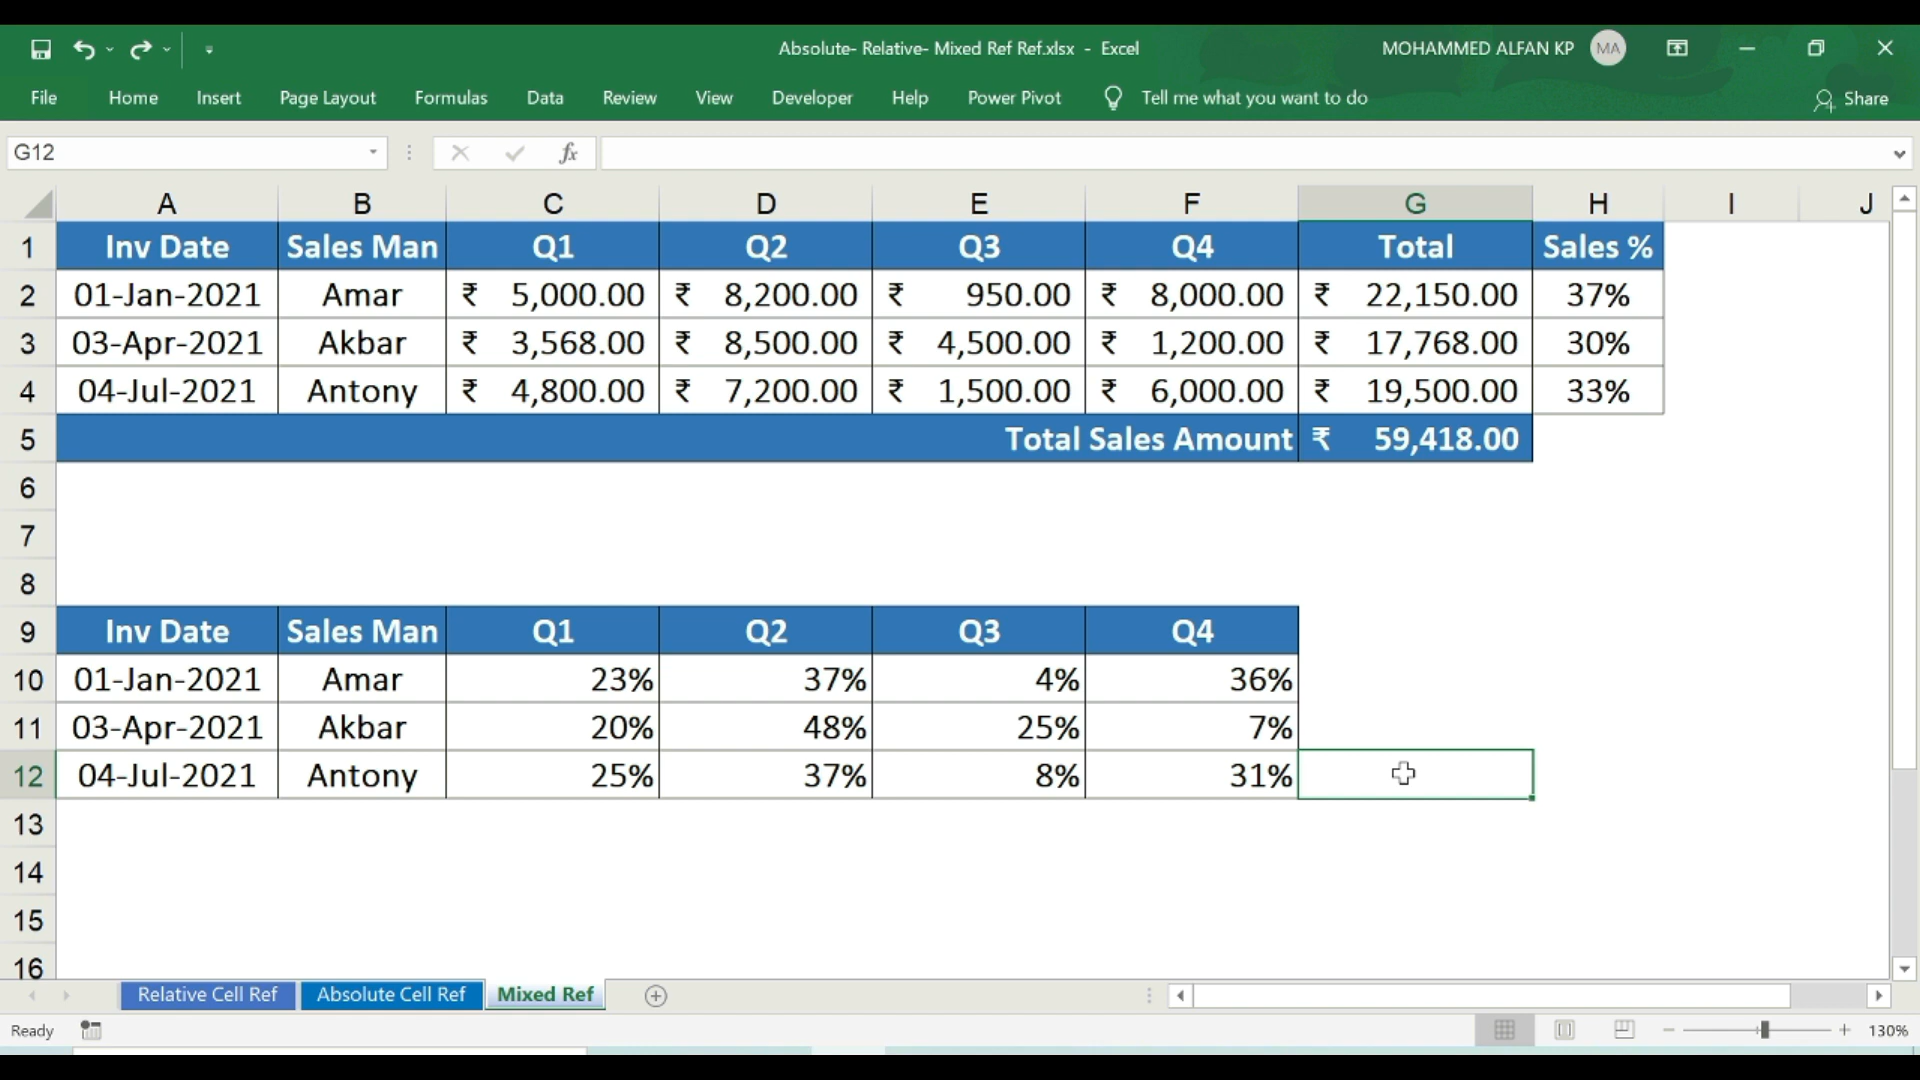 Absolute- Relative- Mixed Ref Ref.xlsx - Excel MOHAMMED ALFAN KP MA
File Home Insert Page Layout Formulas Data Review View Developer Help Power Pivot Tell me what you want to do Share
G12 fx
A B C D E F G H I J
1 Inv Date Sales Man Q1 Q2 Q3 Q4 Total Sales %
2 01-Jan-2021 Amar ₹ 5,000.00 ₹ 8,200.00 ₹ 950.00 ₹ 8,000.00 ₹ 22,150.00 37%
3 03-Apr-2021 Akbar ₹ 3,568.00 ₹ 8,500.00 ₹ 4,500.00 ₹ 1,200.00 ₹ 17,768.00 30%
4 04-Jul-2021 Antony ₹ 4,800.00 ₹ 7,200.00 ₹ 1,500.00 ₹ 6,000.00 ₹ 19,500.00 33%
5 Total Sales Amount ₹ 59,418.00
6
7
8
9 Inv Date Sales Man Q1 Q2 Q3 Q4
10 01-Jan-2021 Amar 23% 37% 4% 36%
11 03-Apr-2021 Akbar 20% 48% 25% 7%
12 04-Jul-2021 Antony 25% 37% 8% 31%
13
14
15
16
Relative Cell Ref Absolute Cell Ref Mixed Ref
Ready 130%